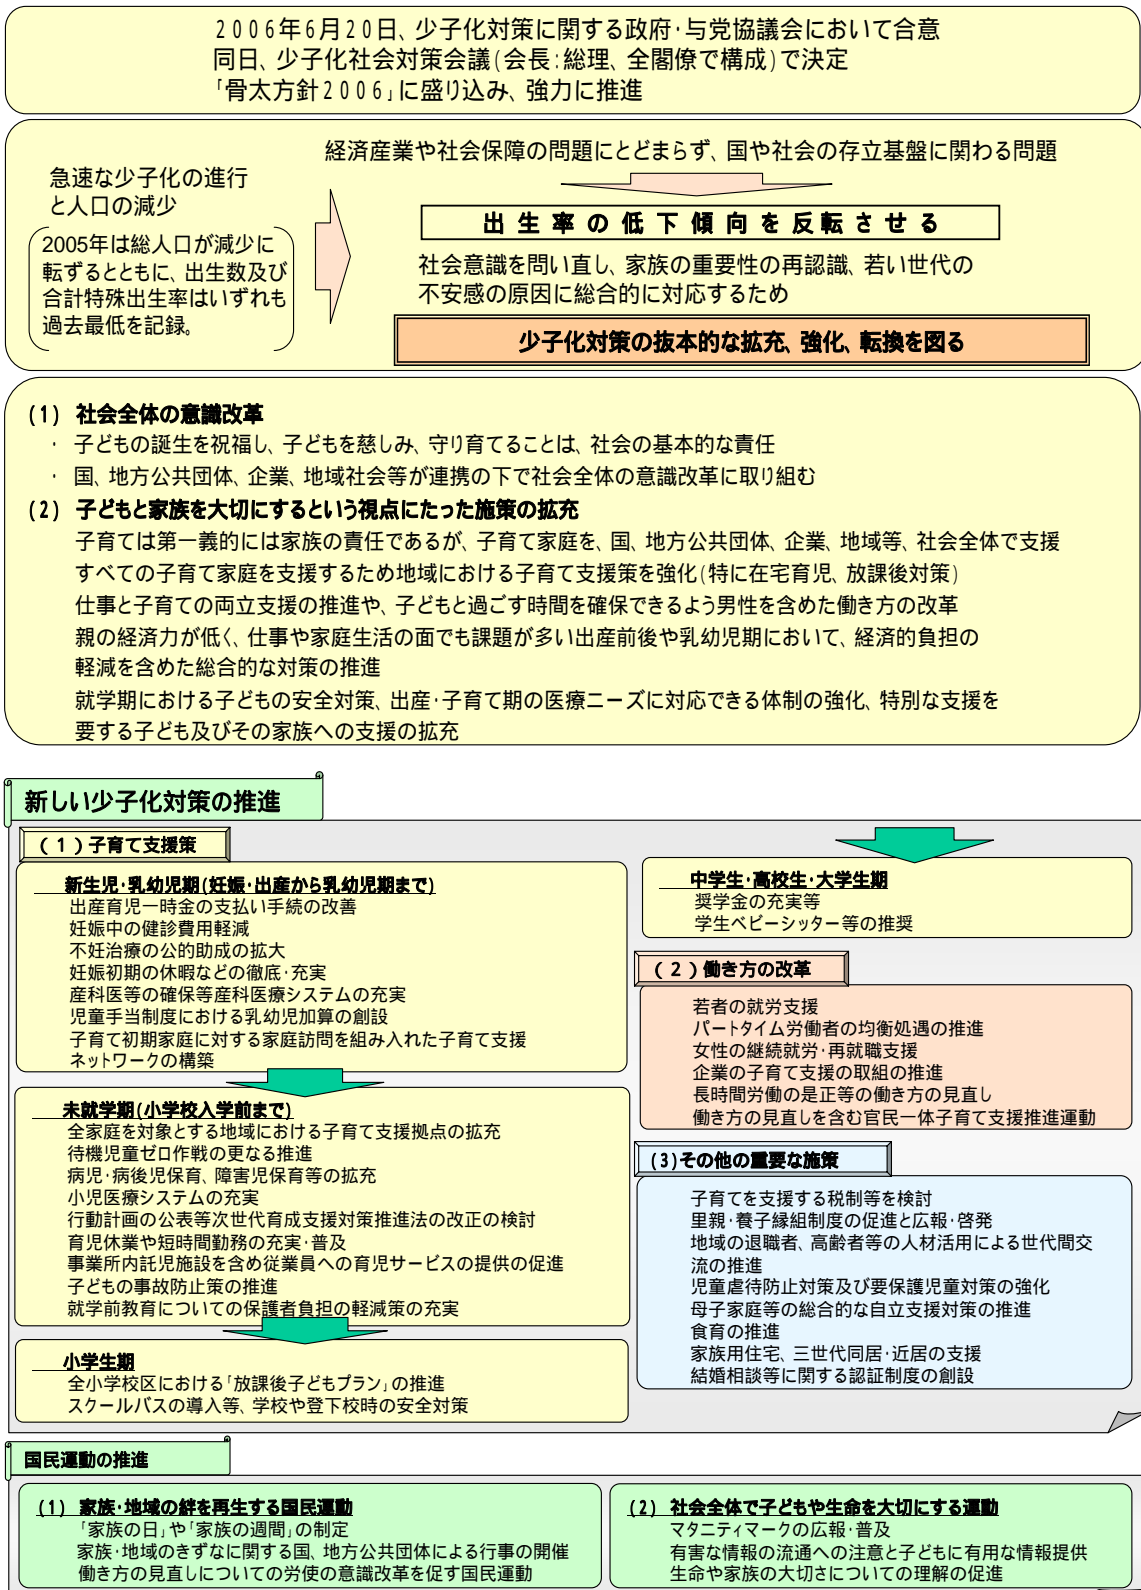 2006年6月20日、少子化対策に関する政府・与党協議会において合意
同日、少子化社会対策会議(会長:総理、全閣僚で構成)で決定
「骨太方針2006」に盛り込み、強力に推進
経済産業や社会保障の問題にとどまらず、国や社会の存立基盤に関わる問題
急速な少子化の進行
と人口の減少
2005年は総人口が減少に
転ずるとともに、出生数及び
合計特殊出生率はいずれも
過去最低を記録。
出生率の低下傾向を反転させる
社会意識を問い直し、家族の重要性の再認識、若い世代の
不安感の原因に総合的に対応するため
少子化対策の抜本的な拡充、強化、転換を図る
(1) 社会全体の意識改革
・ 子どもの誕生を祝福し、子どもを慈しみ、守り育てることは、社会の基本的な責任
・ 国、地方公共団体、企業、地域社会等が連携の下で社会全体の意識改革に取り組む
(2) 子どもと家族を大切にするという視点にたった施策の拡充
子育ては第一義的には家族の責任であるが、子育て家庭を、国、地方公共団体、企業、地域等、社会全体で支援
すべての子育て家庭を支援するため地域における子育て支援策を強化(特に在宅育児、放課後対策)
仕事と子育ての両立支援の推進や、子どもと過ごす時間を確保できるよう男性を含めた働き方の改革
親の経済力が低く、仕事や家庭生活の面でも課題が多い出産前後や乳幼児期において、経済的負担の
軽減を含めた総合的な対策の推進
就学期における子どもの安全対策、出産・子育て期の医療ニーズに対応できる体制の強化、特別な支援を
要する子ども及びその家族への支援の拡充
新しい少子化対策の推進
(1)子育て支援策
新生児・乳幼児期(妊娠・出産から乳幼児期まで)
出産育児一時金の支払い手続の改善
妊娠中の健診費用軽減
不妊治療の公的助成の拡大
妊娠初期の休暇などの徹底・充実
産科医等の確保等産科医療システムの充実
児童手当制度における乳幼児加算の創設
子育て初期家庭に対する家庭訪問を組み入れた子育て支援
ネットワークの構築
未就学期(小学校入学前まで)
全家庭を対象とする地域における子育て支援拠点の拡充
待機児童ゼロ作戦の更なる推進
病児・病後児保育、障害児保育等の拡充
小児医療システムの充実
行動計画の公表等次世代育成支援対策推進法の改正の検討
育児休業や短時間勤務の充実・普及
事業所内託児施設を含め従業員への育児サービスの提供の促進
子どもの事故防止策の推進
就学前教育についての保護者負担の軽減策の充実
小学生期
全小学校区における「放課後子どもプラン」の推進
スクールバスの導入等、学校や登下校時の安全対策
中学生・高校生・大学生期
奨学金の充実等
学生ベビーシッター等の推奨
(2)働き方の改革
若者の就労支援
パートタイム労働者の均衡処遇の推進
女性の継続就労・再就職支援
企業の子育て支援の取組の推進
長時間労働の是正等の働き方の見直し
働き方の見直しを含む官民一体子育て支援推進運動
(3)その他の重要な施策
子育てを支援する税制等を検討
里親・養子縁組制度の促進と広報・啓発
地域の退職者、高齢者等の人材活用による世代間交
流の推進
児童虐待防止対策及び要保護児童対策の強化
母子家庭等の総合的な自立支援対策の推進
食育の推進
家族用住宅、三世代同居・近居の支援
結婚相談等に関する認証制度の創設
国民運動の推進
(1) 家族・地域の絆を再生する国民運動
「家族の日」や「家族の週間」の制定
家族・地域のきずなに関する国、地方公共団体による行事の開催
働き方の見直しについての労使の意識改革を促す国民運動
(2) 社会全体で子どもや生命を大切にする運動
マタニティマークの広報・普及
有害な情報の流通への注意と子どもに有用な情報提供
生命や家族の大切さについての理解の促進